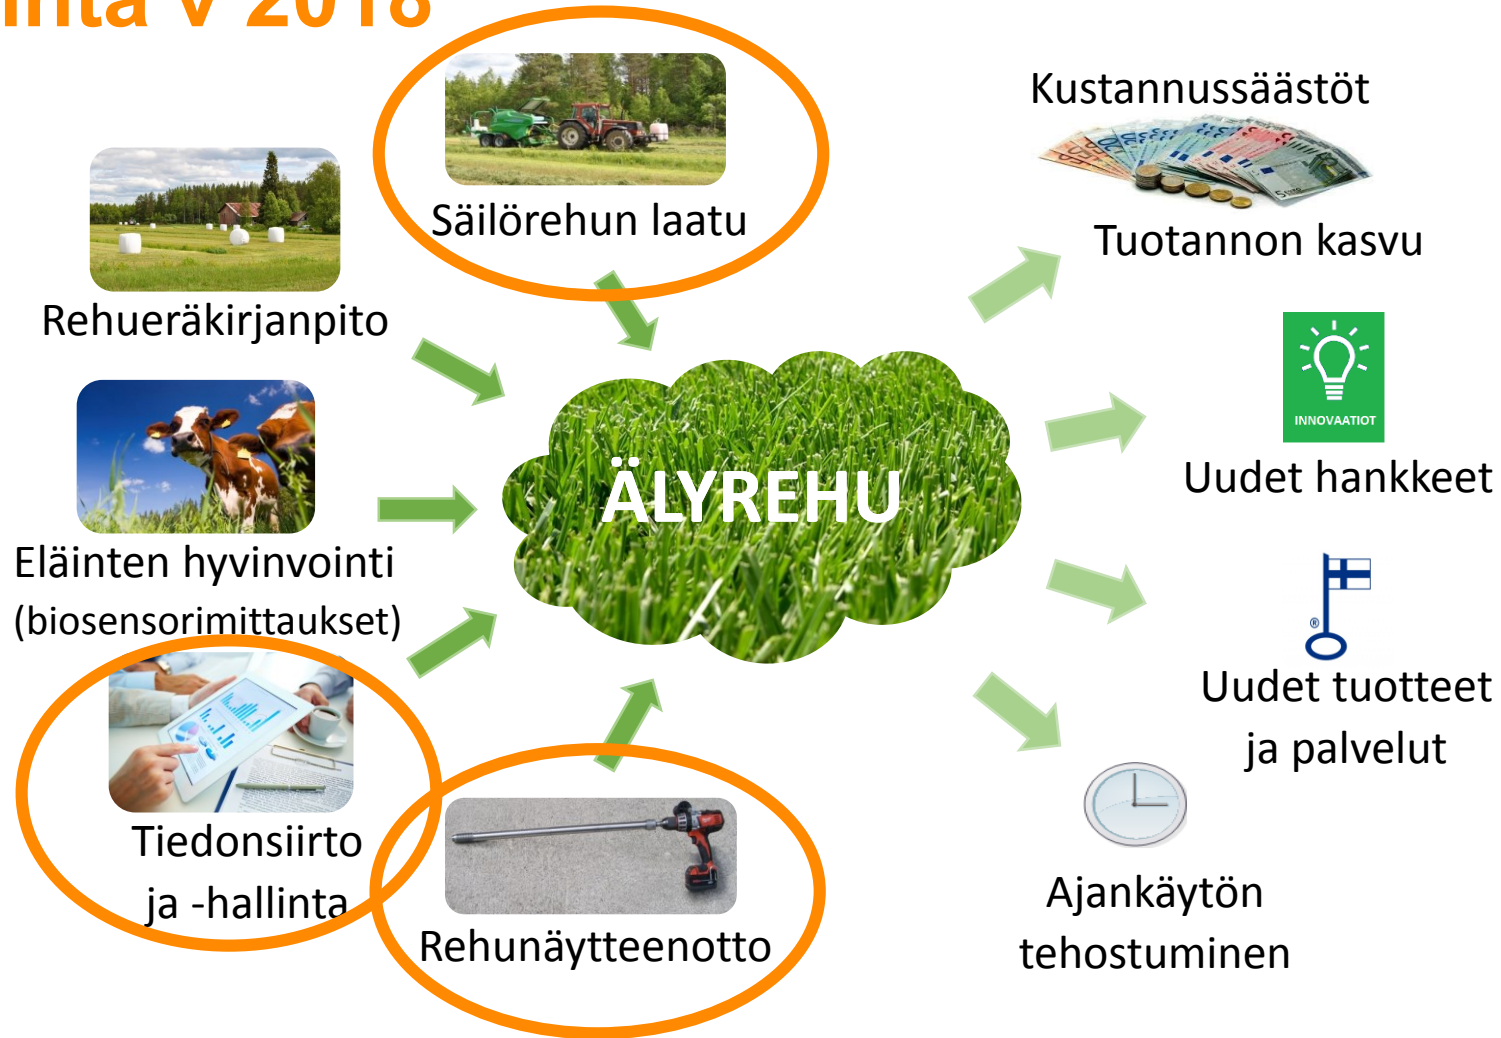 v 2018
Säilörehun laatu
Rehueräkirjanpito
Eläinten hyvinvointi
(biosensorimittaukset)
Tiedonsiirto
ja -hallinta
Rehunäytteenotto
ÄLYREHU
Kustannussäästöt
Tuotannon kasvu
INNOVAATIOT
Uudet hankkeet
®
Uudet tuotteet
ja palvelut
Ajankäytön
tehostuminen